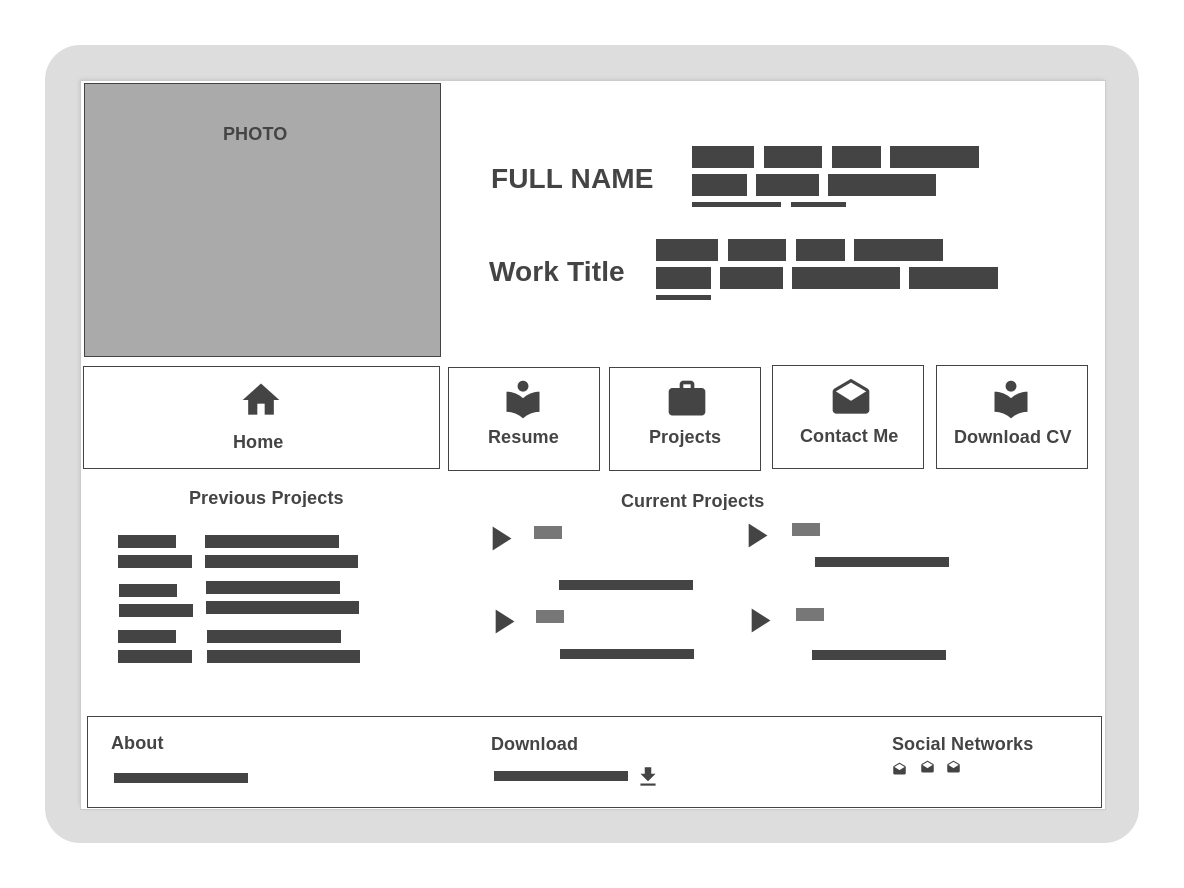 PHOTO
FULL NAME
Work Title
Home
Resume
Projects
Contact Me
Download CV
Previous Projects
Current Projects
About
Download
Social Networks